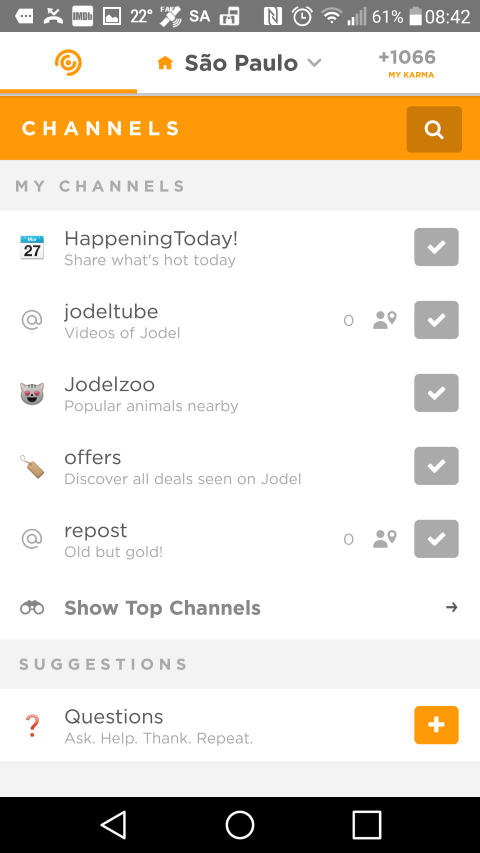 IMDb 22° FAKE SA 61% 08:42
São Paulo
+1066
MY KARMA
CHANNELS
MY CHANNELS
27
HappeningToday!
Share what's hot today
@ jodeltube 0
Videos of Jodel
Jodelzoo
Popular animals nearby
offers
Discover all deals seen on Jodel
@ repost 0
Old but gold!
Show Top Channels
SUGGESTIONS
Questions
Ask. Help. Thank. Repeat.